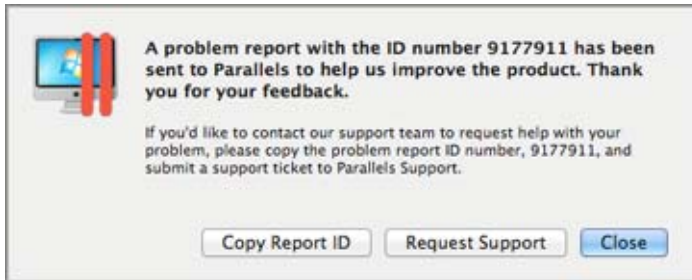 A problem report with the ID number 9177911 has been
sent to Parallels to help us improve the product. Thank
you for your feedback.
If you'd like to contact our support team to request help with your
problem, please copy the problem report ID number, 9177911, and
submit a support ticket to Parallels Support.
Copy Report ID
Request Support
Close